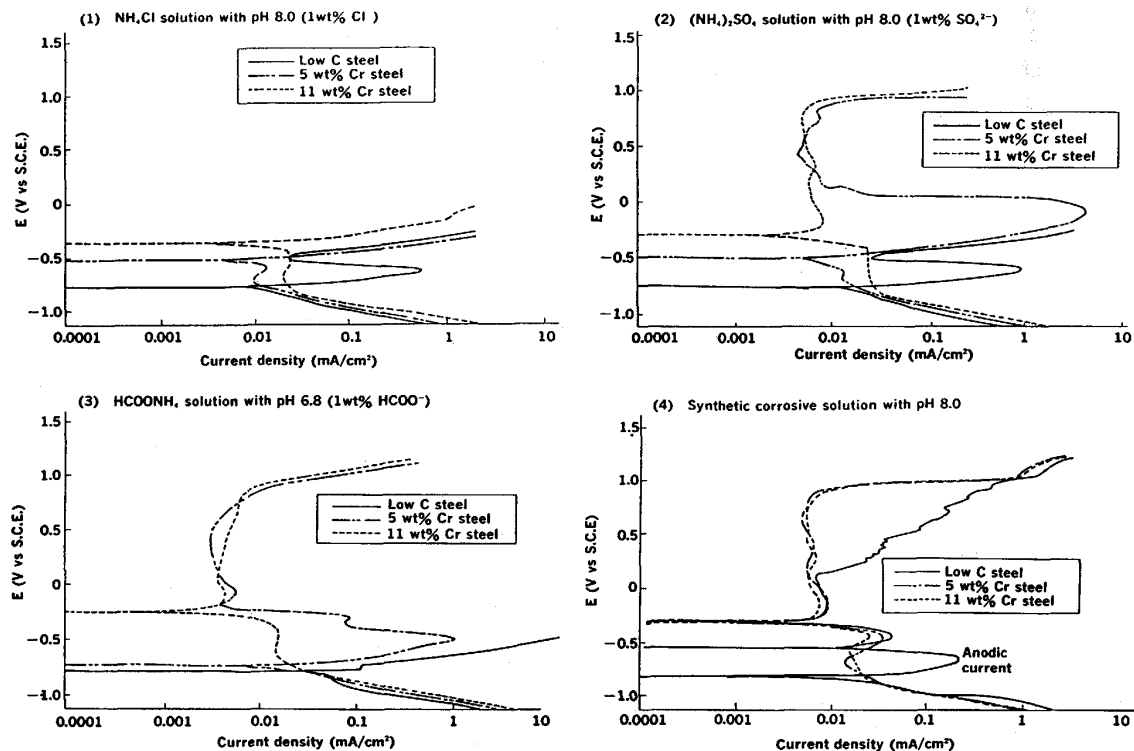 (1) NH₄Cl solution with pH 8.0 (1wt% Cl⁻)
1.5
1.0
0.5
0
−0.5
−1.0
E (V vs S.C.E.)
Low C steel
5 wt% Cr steel
11 wt% Cr steel
0.0001 0.001 0.01 0.1 1 10
Current density (mA/cm²)
(2) (NH₄)₂SO₄ solution with pH 8.0 (1wt% SO₄²⁻)
1.5
1.0
0.5
0
−0.5
−1.0
E (V vs S.C.E.)
Low C steel
5 wt% Cr steel
11 wt% Cr steel
0.0001 0.001 0.01 0.1 1 10
Current density (mA/cm²)
(3) HCOONH₄ solution with pH 6.8 (1wt% HCOO⁻)
1.5
1.0
0.5
0
−0.5
−1.0
E (V vs S.C.E.)
Low C steel
5 wt% Cr steel
11 wt% Cr steel
0.0001 0.001 0.01 0.1 1 10
Current density (mA/cm²)
(4) Synthetic corrosive solution with pH 8.0
1.5
1.0
0.5
0
−0.5
−1.0
E (V vs S.C.E)
Low C steel
5 wt% Cr steel
11 wt% Cr steel
Anodic
current
0.0001 0.001 0.01 0.1 1 10
Current density (mA/cm²)